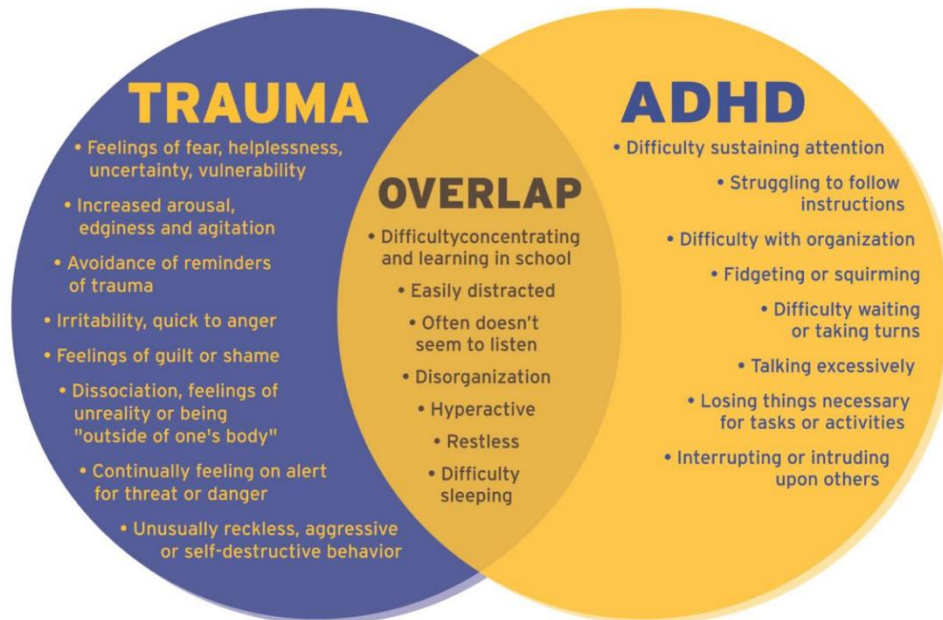 TRAUMA
• Feelings of fear, helplessness,
uncertainty, vulnerability
• Increased arousal,
edginess and agitation
• Avoidance of reminders
of trauma
• Irritability, quick to anger
• Feelings of guilt or shame
• Dissociation, feelings of
unreality or being
"outside of one's body"
• Continually feeling on alert
for threat or danger
• Unusually reckless, aggressive
or self-destructive behavior
OVERLAP
• Difficultyconcentrating
and learning in school
• Easily distracted
• Often doesn't
seem to listen
• Disorganization
• Hyperactive
• Restless
• Difficulty
sleeping
ADHD
• Difficulty sustaining attention
• Struggling to follow
instructions
• Difficulty with organization
• Fidgeting or squirming
• Difficulty waiting
or taking turns
• Talking excessively
• Losing things necessary
for tasks or activities
• Interrupting or intruding
upon others